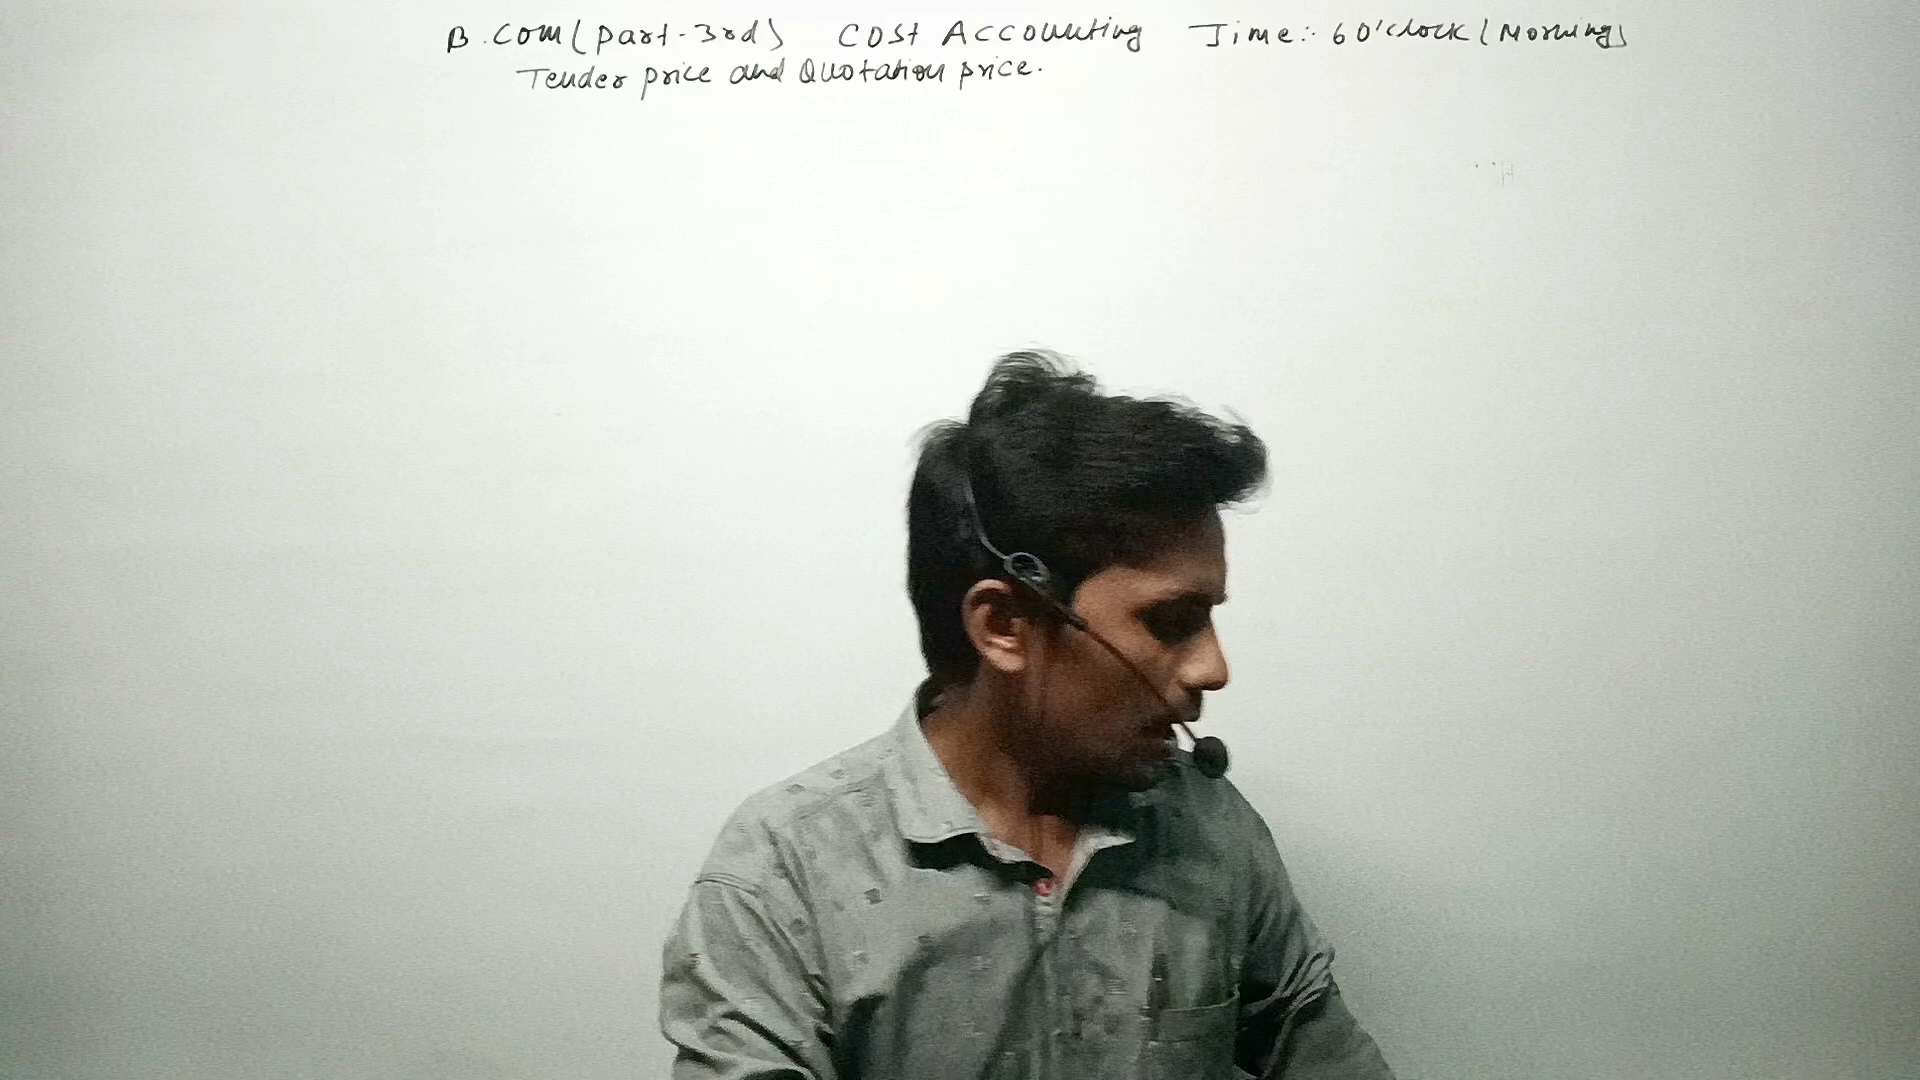 B.Com (Part-3rd) Cost Accounting Time:- 6 O'clock (Morning)
Tender price and Quotation price.